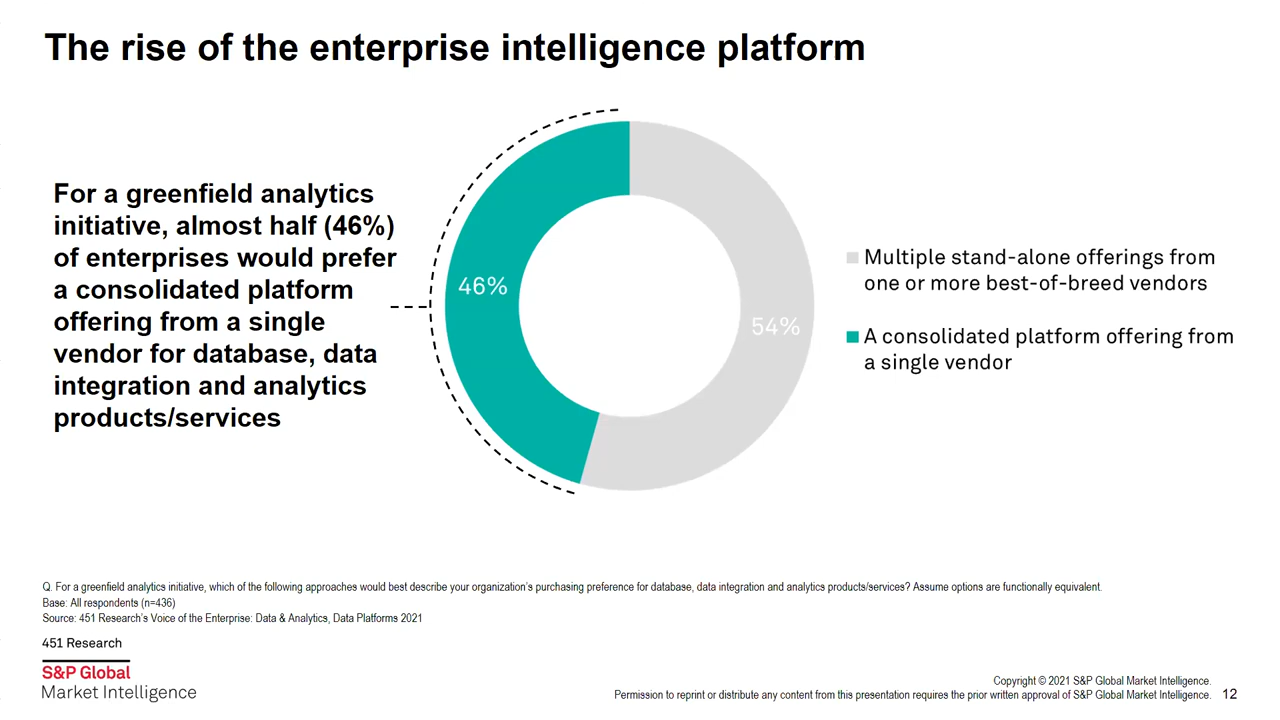 The rise of the enterprise intelligence platform
For a greenfield analytics
initiative, almost half (46%)
of enterprises would prefer
a consolidated platform
offering from a single
vendor for database, data
integration and analytics
products/services
46%
54%
Multiple stand-alone offerings from
one or more best-of-breed vendors
A consolidated platform offering from
a single vendor
Q. For a greenfield analytics initiative, which of the following approaches would best describe your organization's purchasing preference for database, data integration and analytics products/services? Assume options are functionally equivalent.
Base: All respondents (n=436)
Source: 451 Research's Voice of the Enterprise: Data & Analytics, Data Platforms 2021
451 Research
S&P Global
Market Intelligence
Copyright © 2021 S&P Global Market Intelligence.
Permission to reprint or distribute any content from this presentation requires the prior written approval of S&P Global Market Intelligence. 12